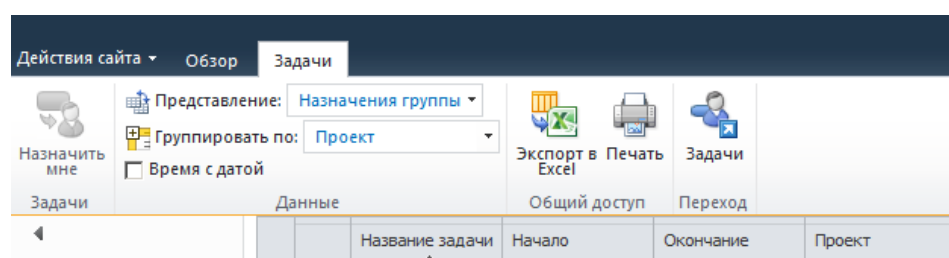 Действия сайта Обзор Задачи
Назначить мне
Представление: Назначения группы
Группировать по: Проект
Время с датой
Экспорт в Excel
Печать
Задачи
Задачи Данные Общий доступ Переход
Название задачи Начало Окончание Проект